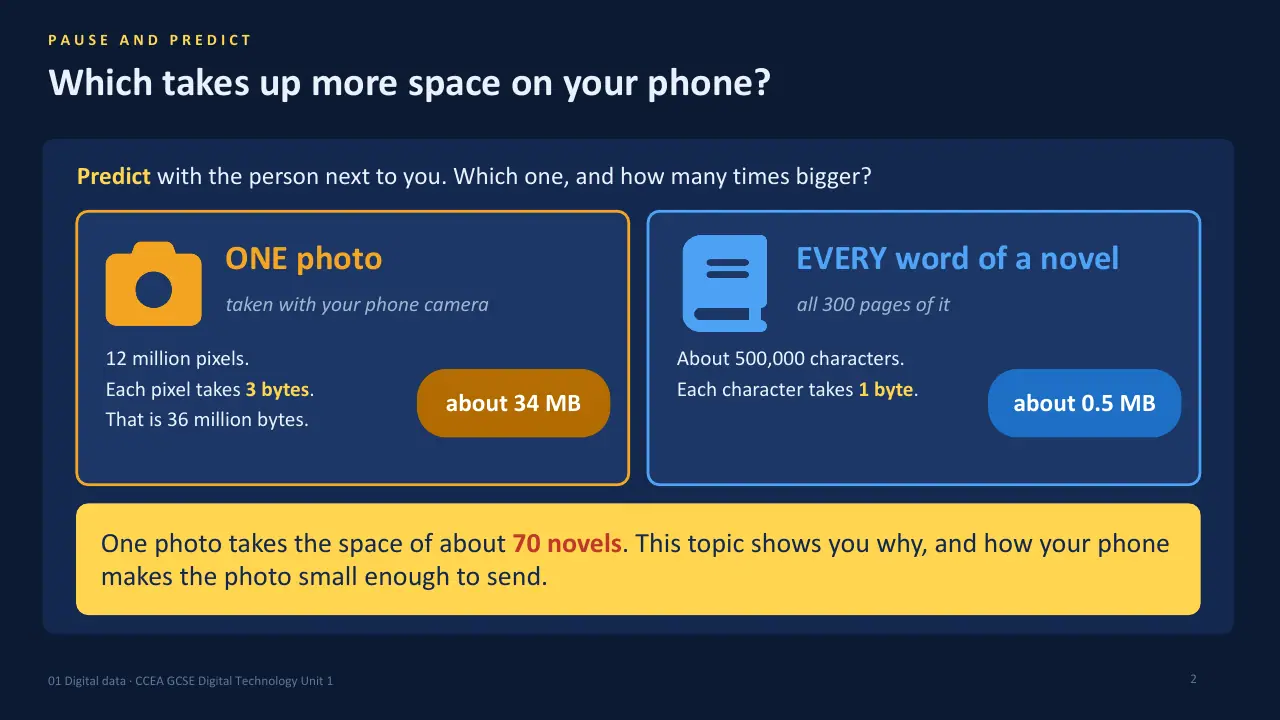 PAUSE AND PREDICT
Which takes up more space on your phone?
Predict with the person next to you. Which one, and how many times bigger?
ONE photo
taken with your phone camera
12 million pixels.
Each pixel takes 3 bytes.
That is 36 million bytes.
about 34 MB
EVERY word of a novel
all 300 pages of it
About 500,000 characters.
Each character takes 1 byte.
about 0.5 MB
One photo takes the space of about 70 novels. This topic shows you why, and how your phone
makes the photo small enough to send.
01 Digital data · CCEA GCSE Digital Technology Unit 1
2